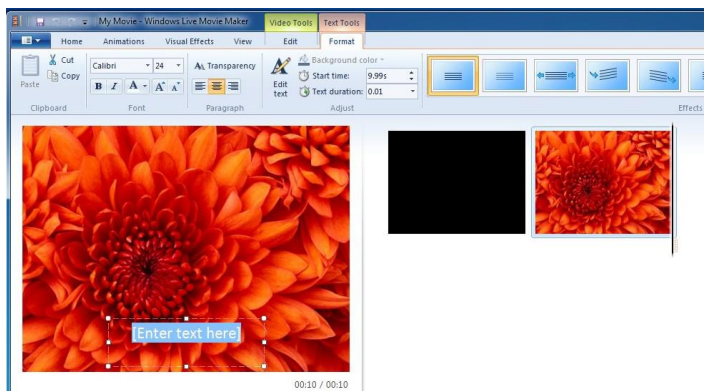 My Movie - Windows Live Movie Maker
Video Tools
Text Tools
Home
Animations
Visual Effects
View
Edit
Format
Paste
Cut
Copy
Clipboard
Calibri
24
B I A A A
Font
Transparency
Paragraph
Edit text
Background color
Start time: 9.99s
Text duration: 0.01
Adjust
Effects
[Enter text here]
00:10 / 00:10